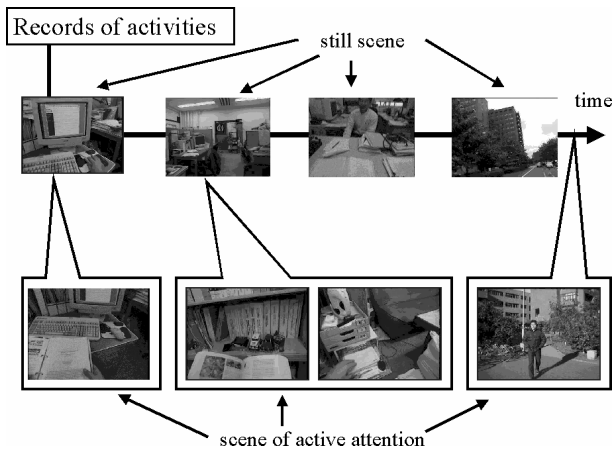 Records of activities
still scene
time
scene of active attention